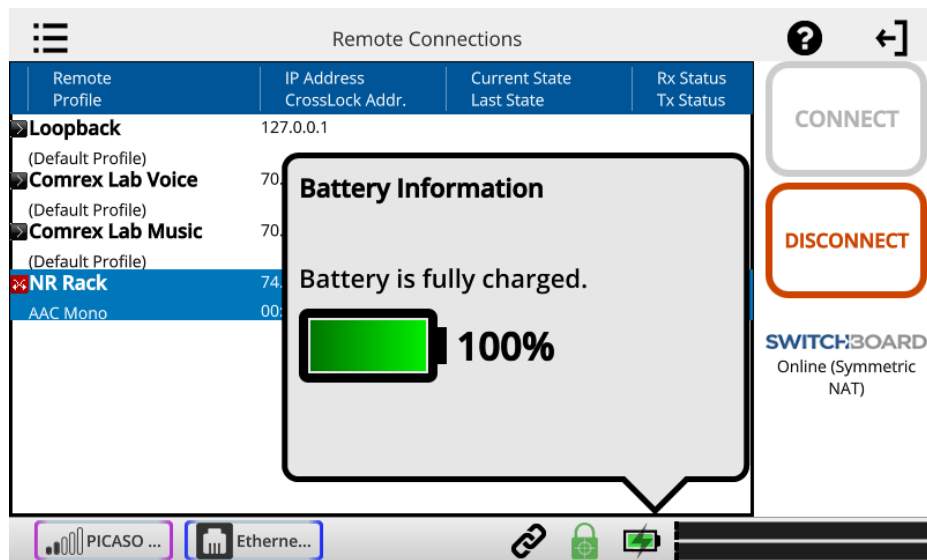 Remote Connections
Remote
Profile
IP Address
CrossLock Addr.
Current State
Last State
Rx Status
Tx Status
Loopback
127.0.0.1
(Default Profile)
Comrex Lab Voice
70.
(Default Profile)
Comrex Lab Music
70.
(Default Profile)
NR Rack
74.
AAC Mono
00:
Battery Information
Battery is fully charged.
100%
CONNECT
DISCONNECT
SWITCHBOARD
Online (Symmetric
NAT)
PICASO ...
Etherne...